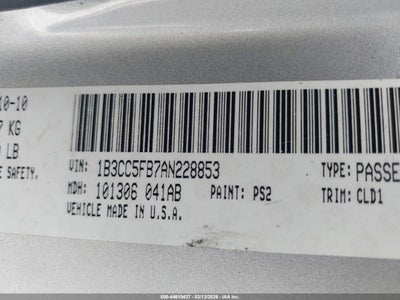 10-10
7 KG
LB
E SAFETY.
VIN: 1B3CC5FB7AN228853 TYPE: PASSE
MDH: 101306 041AB PAINT: PS2 TRIM: CLD1
VEHICLE MADE IN U.S.A.
000-44610437 - 03/13/2026 - IAA Inc.